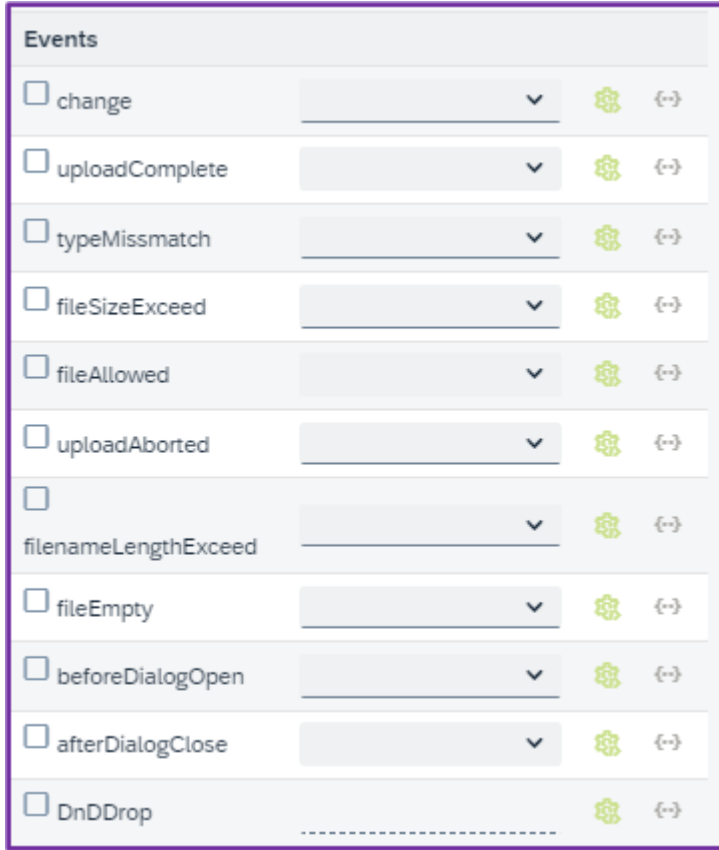 Events
change
uploadComplete
typeMissmatch
fileSizeExceed
fileAllowed
uploadAborted
filenameLengthExceed
fileEmpty
beforeDialogOpen
afterDialogClose
DnDDrop